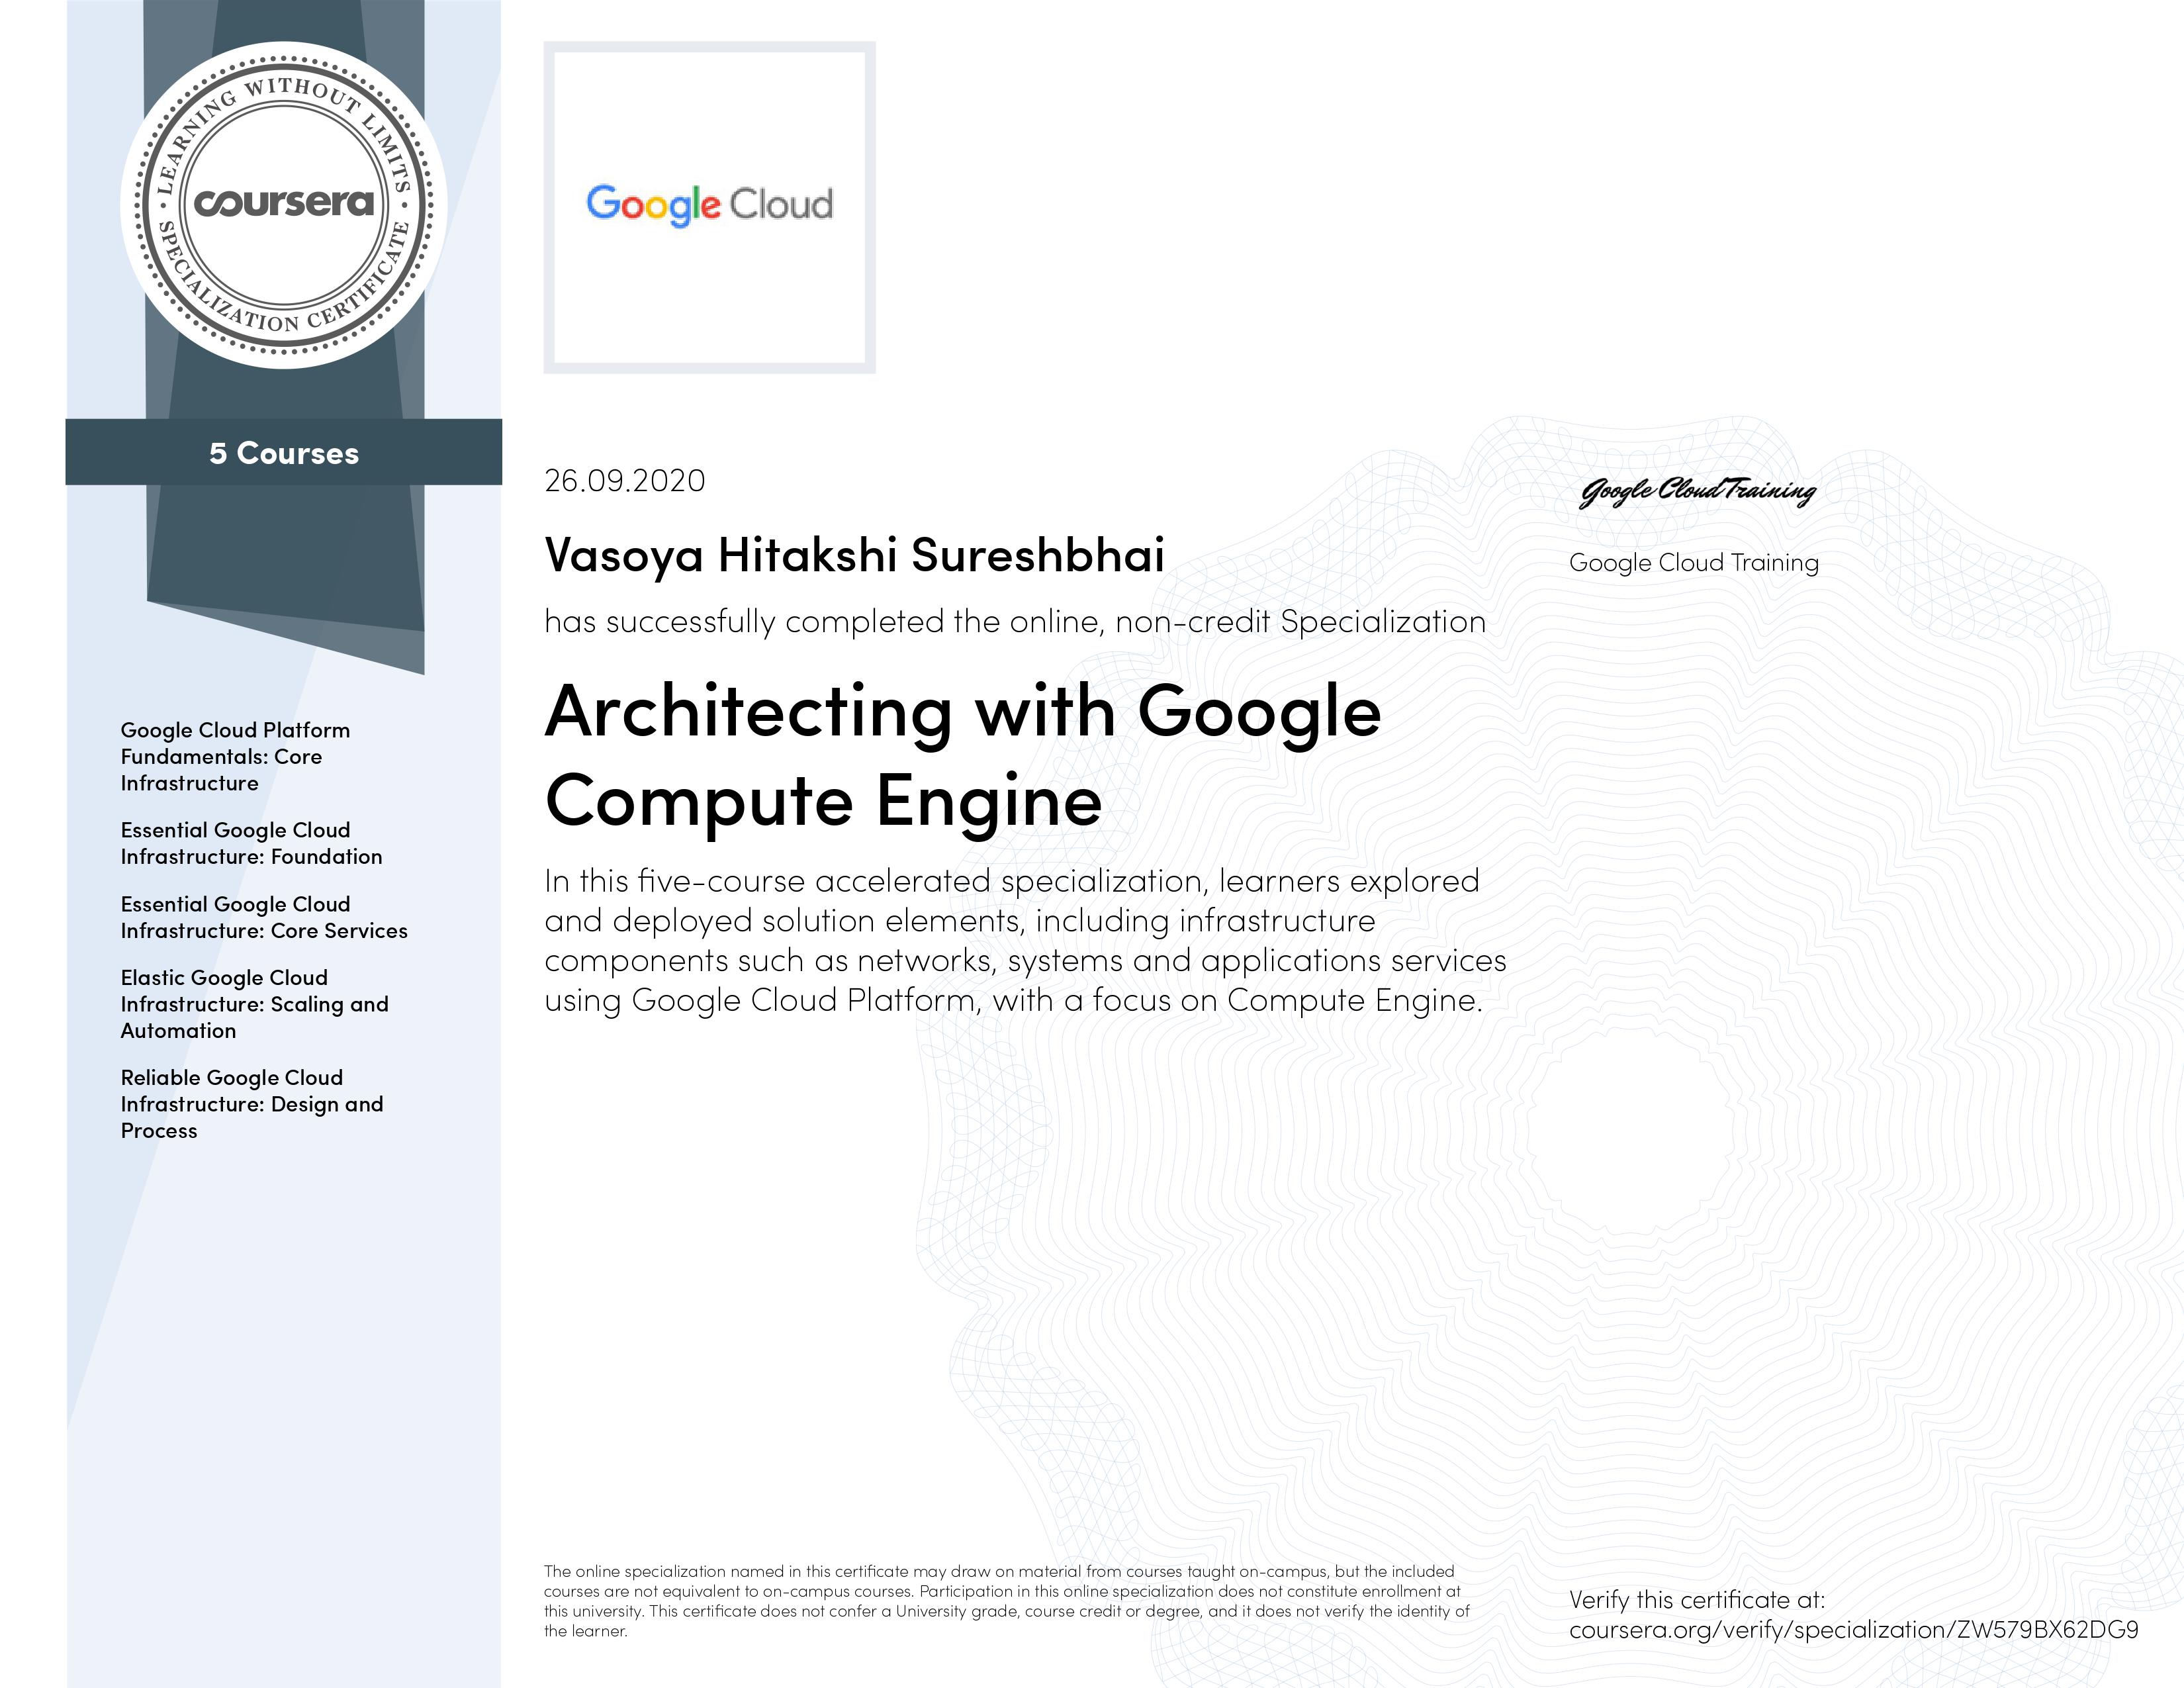 LEARNING WITHOUT LIMITS
coursera
SPECIALIZATION CERTIFICATE
5 Courses
Google Cloud Platform
Fundamentals: Core
Infrastructure
Essential Google Cloud
Infrastructure: Foundation
Essential Google Cloud
Infrastructure: Core Services
Elastic Google Cloud
Infrastructure: Scaling and
Automation
Reliable Google Cloud
Infrastructure: Design and
Process
Google Cloud
26.09.2020
Vasoya Hitakshi Sureshbhai
has successfully completed the online, non-credit Specialization
Architecting with Google
Compute Engine
In this five-course accelerated specialization, learners explored
and deployed solution elements, including infrastructure
components such as networks, systems and applications services
using Google Cloud Platform, with a focus on Compute Engine.
Google Cloud Training
Google Cloud Training
The online specialization named in this certificate may draw on material from courses taught on-campus, but the included
courses are not equivalent to on-campus courses. Participation in this online specialization does not constitute enrollment at
this university. This certificate does not confer a University grade, course credit or degree, and it does not verify the identity of
the learner.
Verify this certificate at:
coursera.org/verify/specialization/ZW579BX62DG9